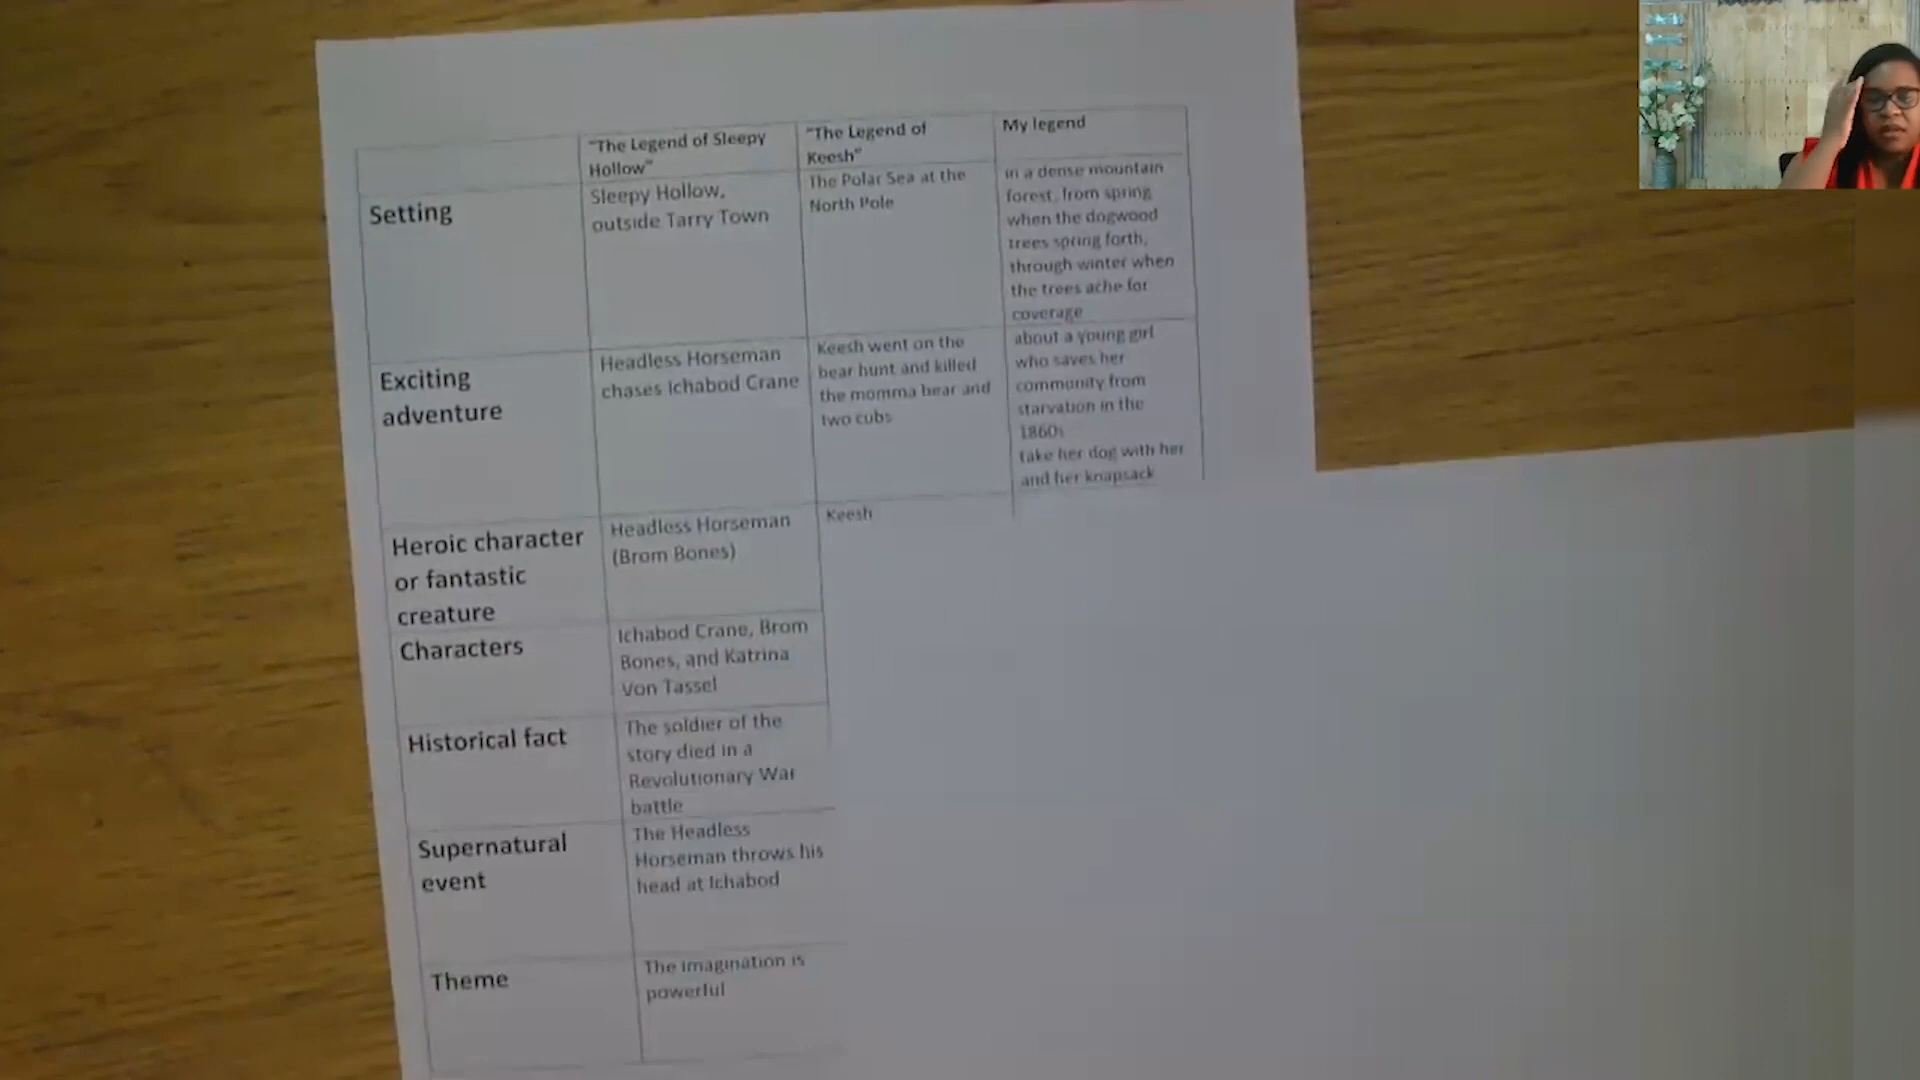 "The Legend of Sleepy
Hollow"
"The Legend of
Keesh"
My legend
Setting
Sleepy Hollow,
outside Tarry Town
The Polar Sea at the
North Pole
in a dense mountain
forest, from spring
when the dogwood
trees spring forth,
through winter when
the trees ache for
coverage
Exciting
adventure
Headless Horseman
chases Ichabod Crane
Keesh went on the
bear hunt and killed
the momma bear and
two cubs
about a young girl
who saves her
community from
starvation in the
1860s
take her dog with her
and her knapsack
Heroic character
or fantastic
creature
Headless Horseman
(Brom Bones)
Keesh
Characters
Ichabod Crane, Brom
Bones, and Katrina
Von Tassel
Historical fact
The soldier of the
story died in a
Revolutionary War
battle
Supernatural
event
The Headless
Horseman throws his
head at Ichabod
Theme
The imagination is
powerful